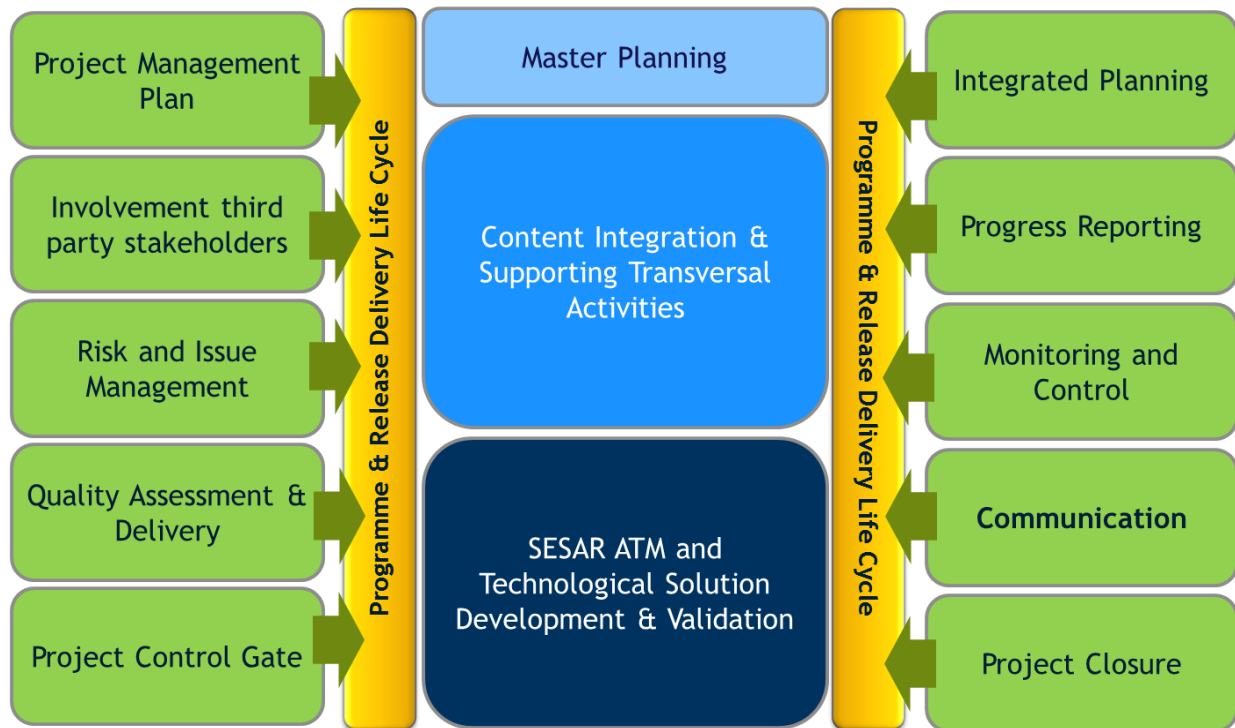 Project Management
Plan
Involvement third
party stakeholders
Risk and Issue
Management
Quality Assessment &
Delivery
Project Control Gate
Programme & Release Delivery Life Cycle
Master Planning
Content Integration &
Supporting Transversal
Activities
SESAR ATM and
Technological Solution
Development & Validation
Programme & Release Delivery Life Cycle
Integrated Planning
Progress Reporting
Monitoring and
Control
Communication
Project Closure